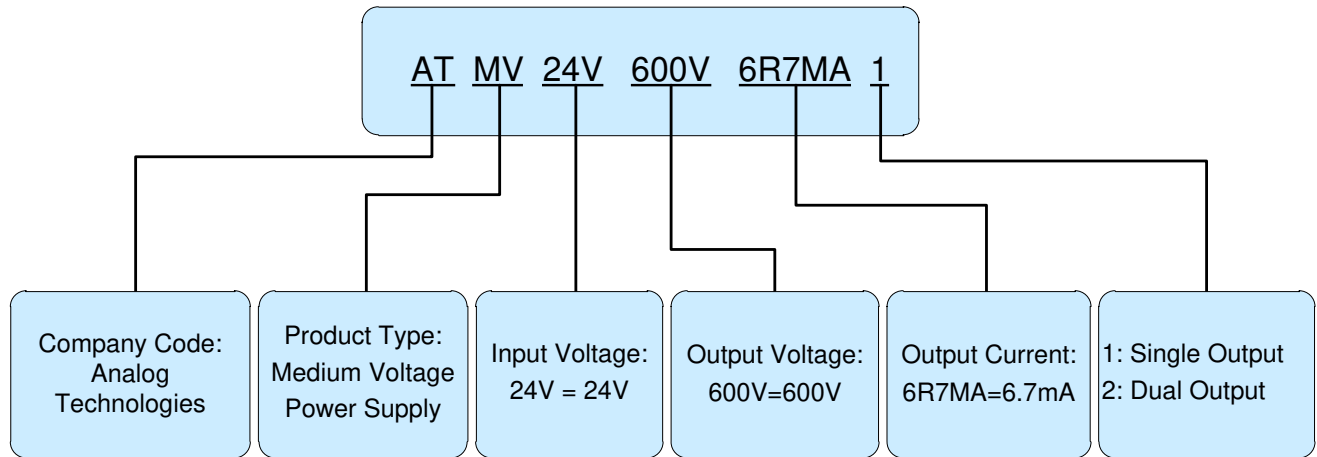 AT MV 24V 600V 6R7MA 1
Company Code:
Analog
Technologies
Product Type:
Medium Voltage
Power Supply
Input Voltage:
24V = 24V
Output Voltage:
600V=600V
Output Current:
6R7MA=6.7mA
1: Single Output
2: Dual Output